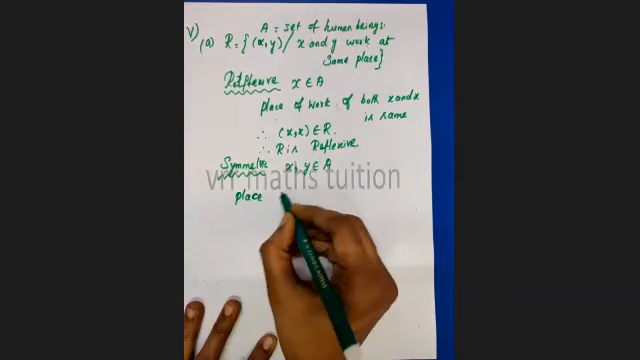 V) A = set of human beings.
(a) R = { (x, y) / x and y work at
same place}
Reflexive x ∈ A
place of work of both x and x
is same
∴ (x, x) ∈ R.
∴ R is Reflexive
Symmetric x, y ∈ A
vh maths tuition
place